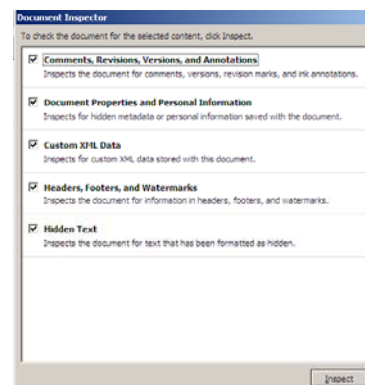 Document Inspector
To check the document for the selected content, click Inspect.
Comments, Revisions, Versions, and Annotations
Inspects the document for comments, versions, revision marks, and ink annotations.
Document Properties and Personal Information
Inspects for hidden metadata or personal information saved with the document.
Custom XML Data
Inspects for custom XML data stored with this document.
Headers, Footers, and Watermarks
Inspects the document for information in headers, footers, and watermarks.
Hidden Text
Inspects the document for text that has been formatted as hidden.
Inspect